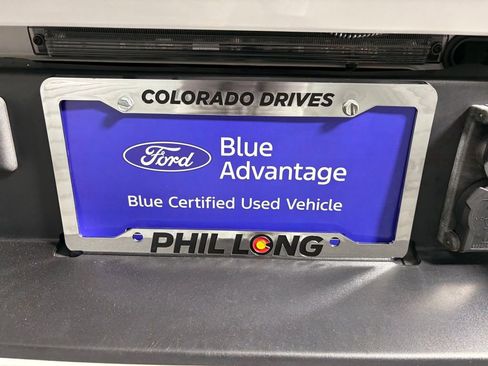 COLORADO DRIVES
Ford
Blue
Advantage
Blue Certified Used Vehicle
PHIL LONG